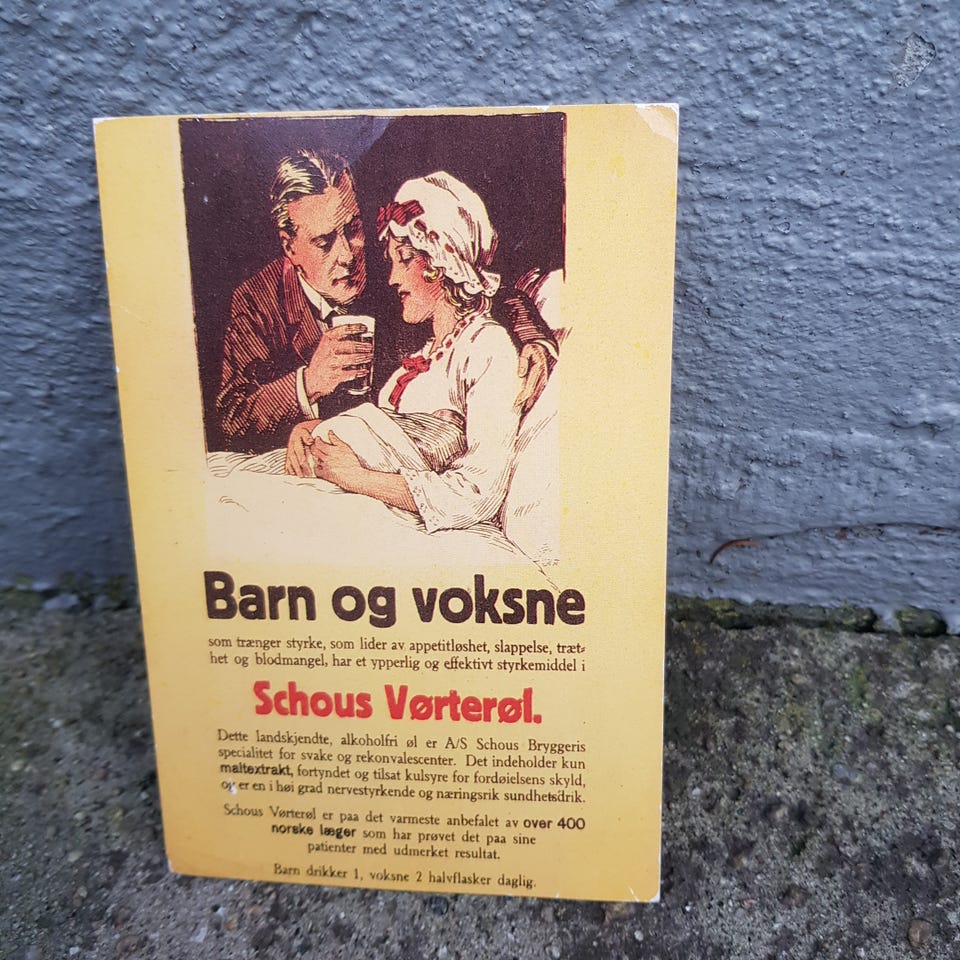 Barn og voksne
som trænger styrke, som lider av appetitløshet, slappelse, træt-
het og blodmangel, har et ypperlig og effektivt styrkemiddel i
Schous Vørterøl.
Dette landskjendte, alkoholfri øl er A/S Schous Bryggeris
specialitet for svake og rekonvalescenter. Det indeholder kun
maltextrakt, fortyndet og tilsat kulsyre for fordøielsens skyld,
og er en i høi grad nervestyrkende og næringsrik sundhetsdrik.
Schous Vørterøl er paa det varmeste anbefalet av over 400
norske læger som har prøvet det paa sine
patienter med udmerket resultat.
Barn drikker 1, voksne 2 halvflasker daglig.